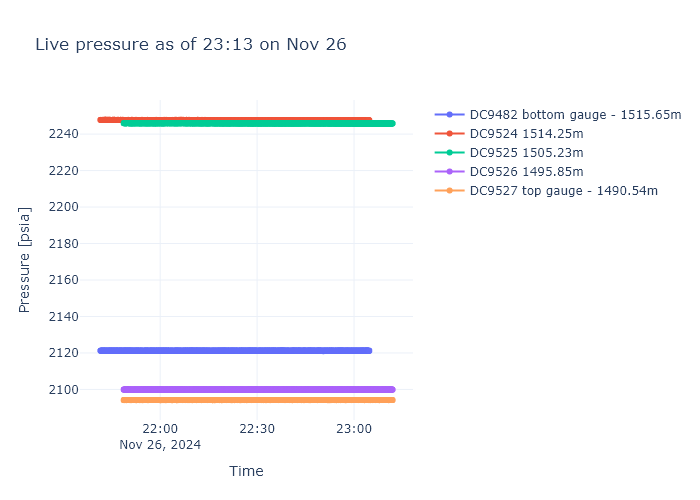 Live pressure as of 23:13 on Nov 26
DC9482 bottom gauge - 1515.65m
DC9524 1514.25m
DC9525 1505.23m
DC9526 1495.85m
DC9527 top gauge - 1490.54m
Pressure [psia]
2240
2220
2200
2180
2160
2140
2120
2100
22:00
22:30
23:00
Nov 26, 2024
Time